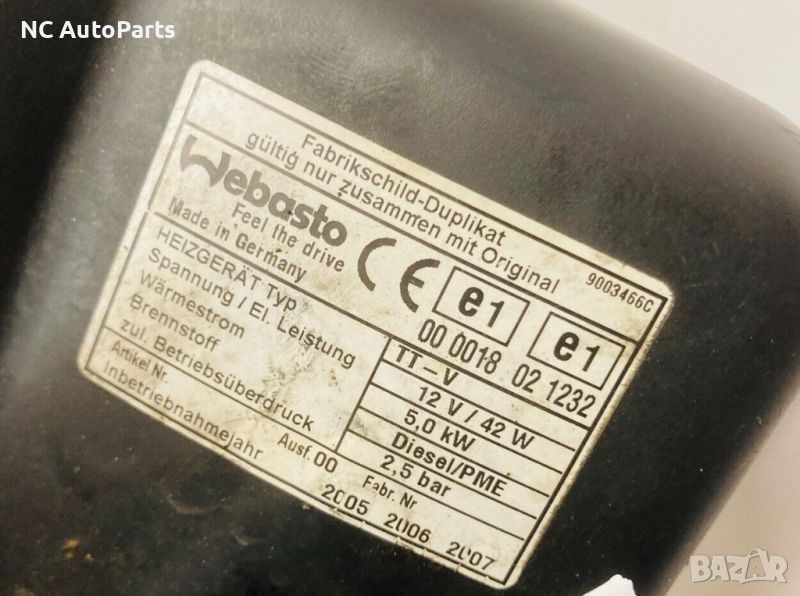 NC AutoParts
Fabrikschild-Duplikat
gültig nur zusammen mit Original
9003466C
Webasto
Feel the drive
Made in Germany
CE e1 e1
00 0018 02 1232
HEIZGERÄT Typ TT-V
Spannung / El. Leistung 12 V / 42 W
Wärmestrom 5,0 kW
Brennstoff Diesel/PME
zul. Betriebsüberdruck 2,5 bar
Artikel Nr. Ausf. 00 Fabr. Nr
Inbetriebnahmejahr 2005 2006 2007
BAZAR